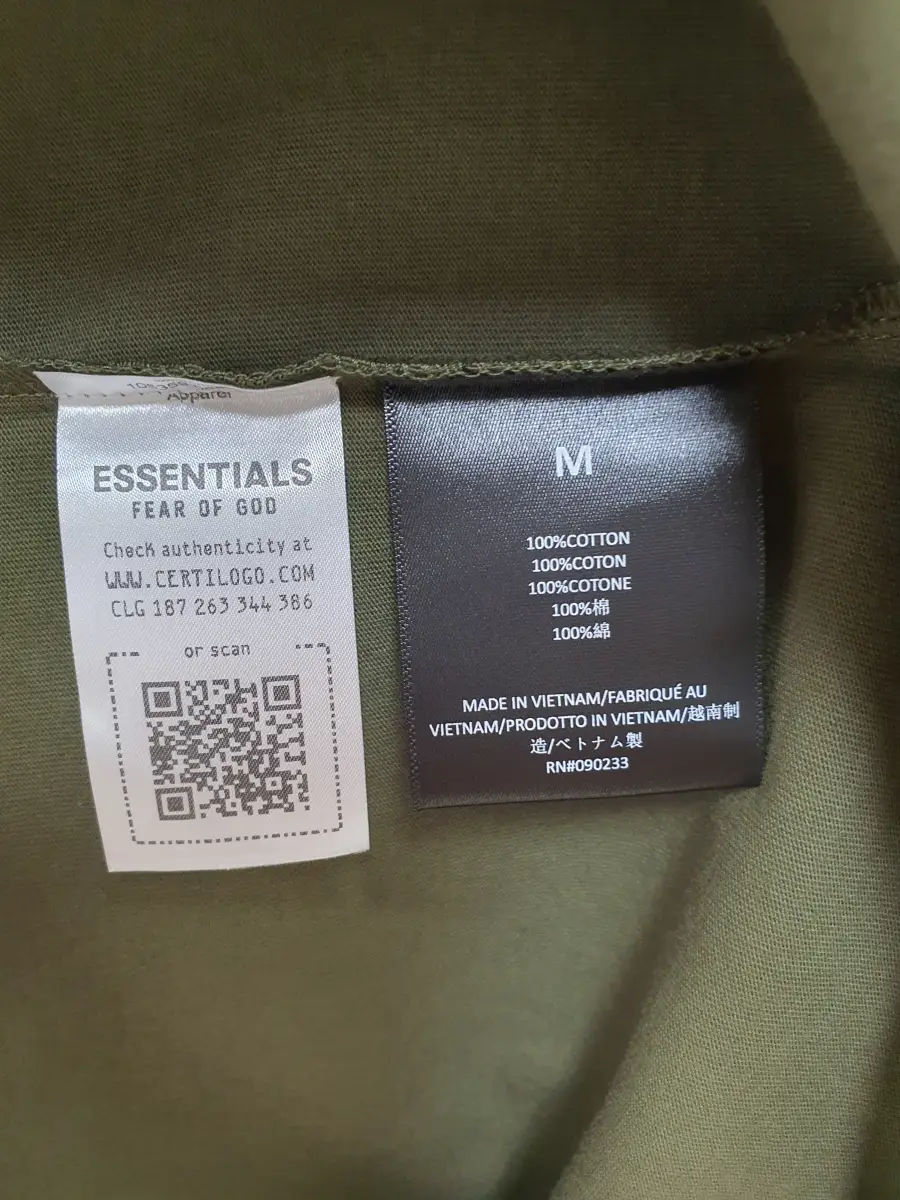 Apparel
ESSENTIALS
FEAR OF GOD
Check authenticity at
WWW.CERTILOGO.COM
CLG 187 263 344 386
or scan
M
100%COTTON
100%COTON
100%COTONE
100%棉
100%綿
MADE IN VIETNAM/FABRIQUÉ AU
VIETNAM/PRODOTTO IN VIETNAM/越南制
造/ベトナム製
RN#090233